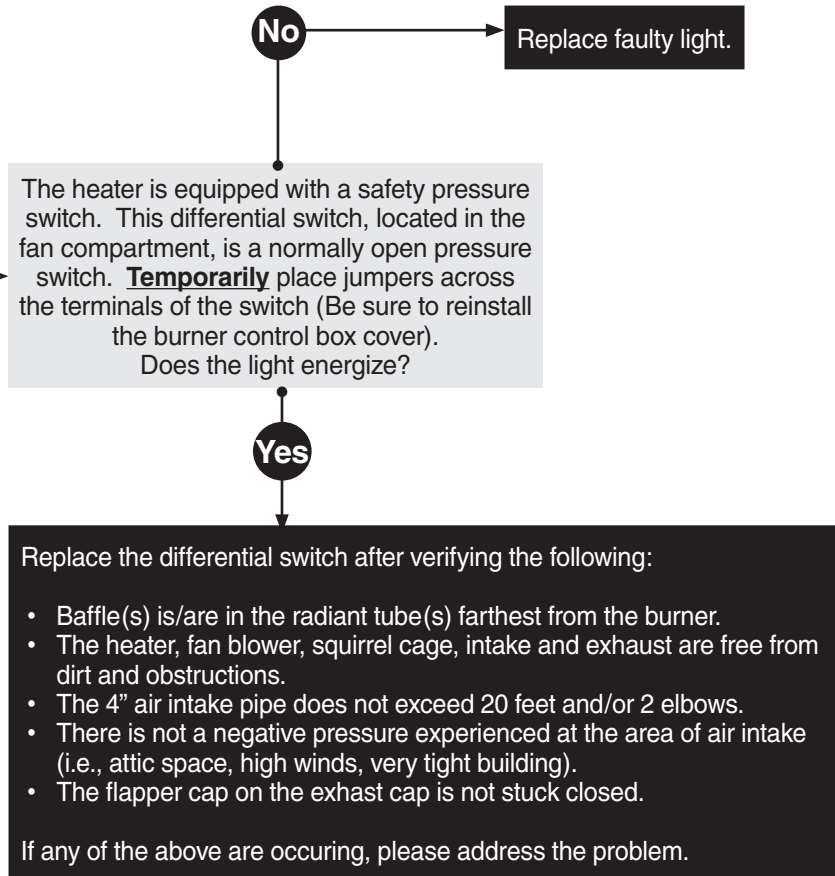 No
Replace faulty light.
The heater is equipped with a safety pressure
switch.  This differential switch, located in the
fan compartment, is a normally open pressure
switch.  Temporarily place jumpers across
the terminals of the switch (Be sure to reinstall
the burner control box cover).
Does the light energize?
Yes
Replace the differential switch after verifying the following:
• Baffle(s) is/are in the radiant tube(s) farthest from the burner.
• The heater, fan blower, squirrel cage, intake and exhaust are free from
dirt and obstructions.
• The 4” air intake pipe does not exceed 20 feet and/or 2 elbows.
• There is not a negative pressure experienced at the area of air intake
(i.e., attic space, high winds, very tight building).
• The flapper cap on the exhast cap is not stuck closed.
If any of the above are occuring, please address the problem.